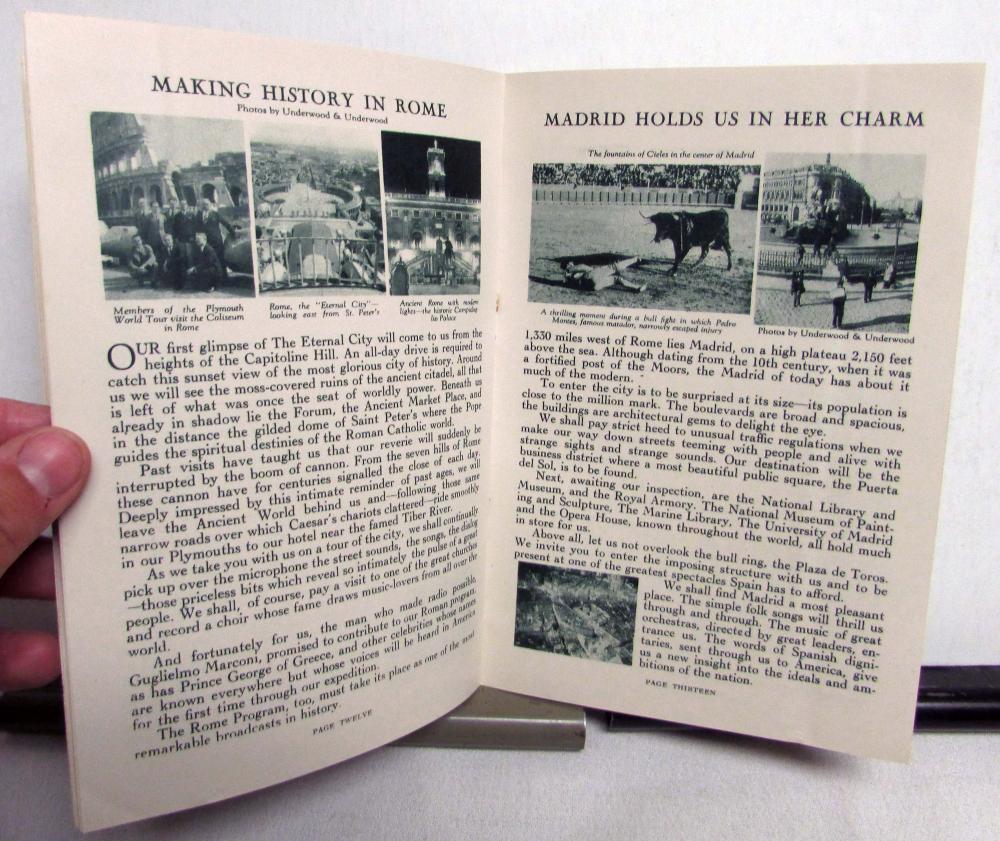 MAKING HISTORY IN ROME
Photos by Underwood & Underwood
Members of the Plymouth
World Tour visit the Coliseum
in Rome
Rome, the "Eternal City"—
looking east from St. Peter's
Ancient Rome with modern
lights—the historic Campidoglio Palace
OUR first glimpse of The Eternal City will come to us from the
heights of the Capitoline Hill. An all-day drive is required to
catch this sunset view of the most glorious city of history. Around
us we will see the moss-covered ruins of the ancient citadel, all that
is left of what was once the seat of worldly power. Beneath us
already in shadow lie the Forum, the Ancient Market Place, and
in the distance the gilded dome of Saint Peter's where the Pope
guides the spiritual destinies of the Roman Catholic world.
Past visits have taught us that our reverie will suddenly be
interrupted by the boom of cannon. From the seven hills of Rome
these cannon have for centuries signalled the close of each day.
Deeply impressed by this intimate reminder of past ages, we will
leave the Ancient World behind us and—following those same
narrow roads over which Caesar's chariots clattered—ride smoothly
in our Plymouths to our hotel near the famed Tiber River.
As we take you with us on a tour of the city, we shall continually
pick up over the microphone the street sounds, the songs, the dialog
—those priceless bits which reveal so intimately the pulse of a great
people. We shall, of course, pay a visit to one of the great churches
and record a choir whose fame draws music-lovers from all over the
world.
And fortunately for us, the man who made radio possible,
Guglielmo Marconi, promised to contribute to our Roman program,
as has Prince George of Greece, and other celebrities whose names
are known everywhere but whose voices will be heard in America
for the first time through our expedition.
The Rome Program, too, must take its place as one of the most
remarkable broadcasts in history.
PAGE TWELVE
MADRID HOLDS US IN HER CHARM
The fountains of Cieles in the center of Madrid
A thrilling moment during a bull fight in which Pedro
Montes, famous matador, narrowly escaped injury
Photos by Underwood & Underwood
1,330 miles west of Rome lies Madrid, on a high plateau 2,150 feet
above the sea. Although dating from the 10th century, when it was
a fortified post of the Moors, the Madrid of today has about it
much of the modern.
To enter the city is to be surprised at its size—its population is
close to the million mark. The boulevards are broad and spacious,
the buildings are architectural gems to delight the eye.
We shall pay strict heed to unusual traffic regulations when we
make our way down streets teeming with people and alive with
strange sights and strange sounds. Our destination will be the
business district where a most beautiful public square, the Puerta
del Sol, is to be found.
Next, awaiting our inspection, are the National Library and
Museum, and the Royal Armory. The National Museum of Paint-
ing and Sculpture, The Marine Library, The University of Madrid
and the Opera House, known throughout the world, all hold much
in store for us.
Above all, let us not overlook the bull ring, the Plaza de Toros.
We invite you to enter the imposing structure with us and to be
present at one of the greatest spectacles Spain has to afford.
We shall find Madrid a most pleasant
place. The simple folk songs will thrill us
through and through. The music of great
orchestras, directed by great leaders, en-
trance us. The words of Spanish digni-
taries, sent through us to America, give
us a new insight into the ideals and am-
bitions of the nation.
PAGE THIRTEEN